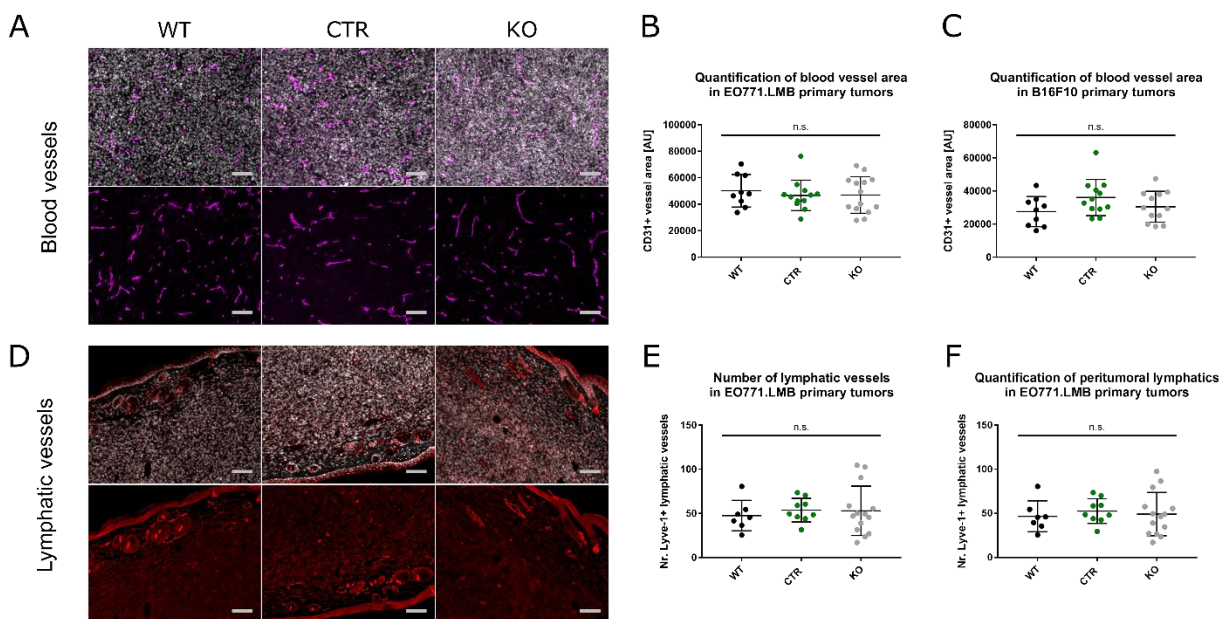 A
WT
CTR
KO
Blood vessels
B
Quantification of blood vessel area
in EO771.LMB primary tumors
n.s.
CD31+ vessel area [AU]
100000
80000
60000
40000
20000
0
WT
CTR
KO
C
Quantification of blood vessel area
in B16F10 primary tumors
n.s.
CD31+ vessel area [AU]
80000
60000
40000
20000
0
WT
CTR
KO
D
Lymphatic vessels
E
Number of lymphatic vessels
in EO771.LMB primary tumors
n.s.
Nr. Lyve-1+ lymphatic vessels
150
100
50
0
WT
CTR
KO
F
Quantification of peritumoral lymphatics
in EO771.LMB primary tumors
n.s.
Nr. Lyve-1+ lymphatic vessels
150
100
50
0
WT
CTR
KO